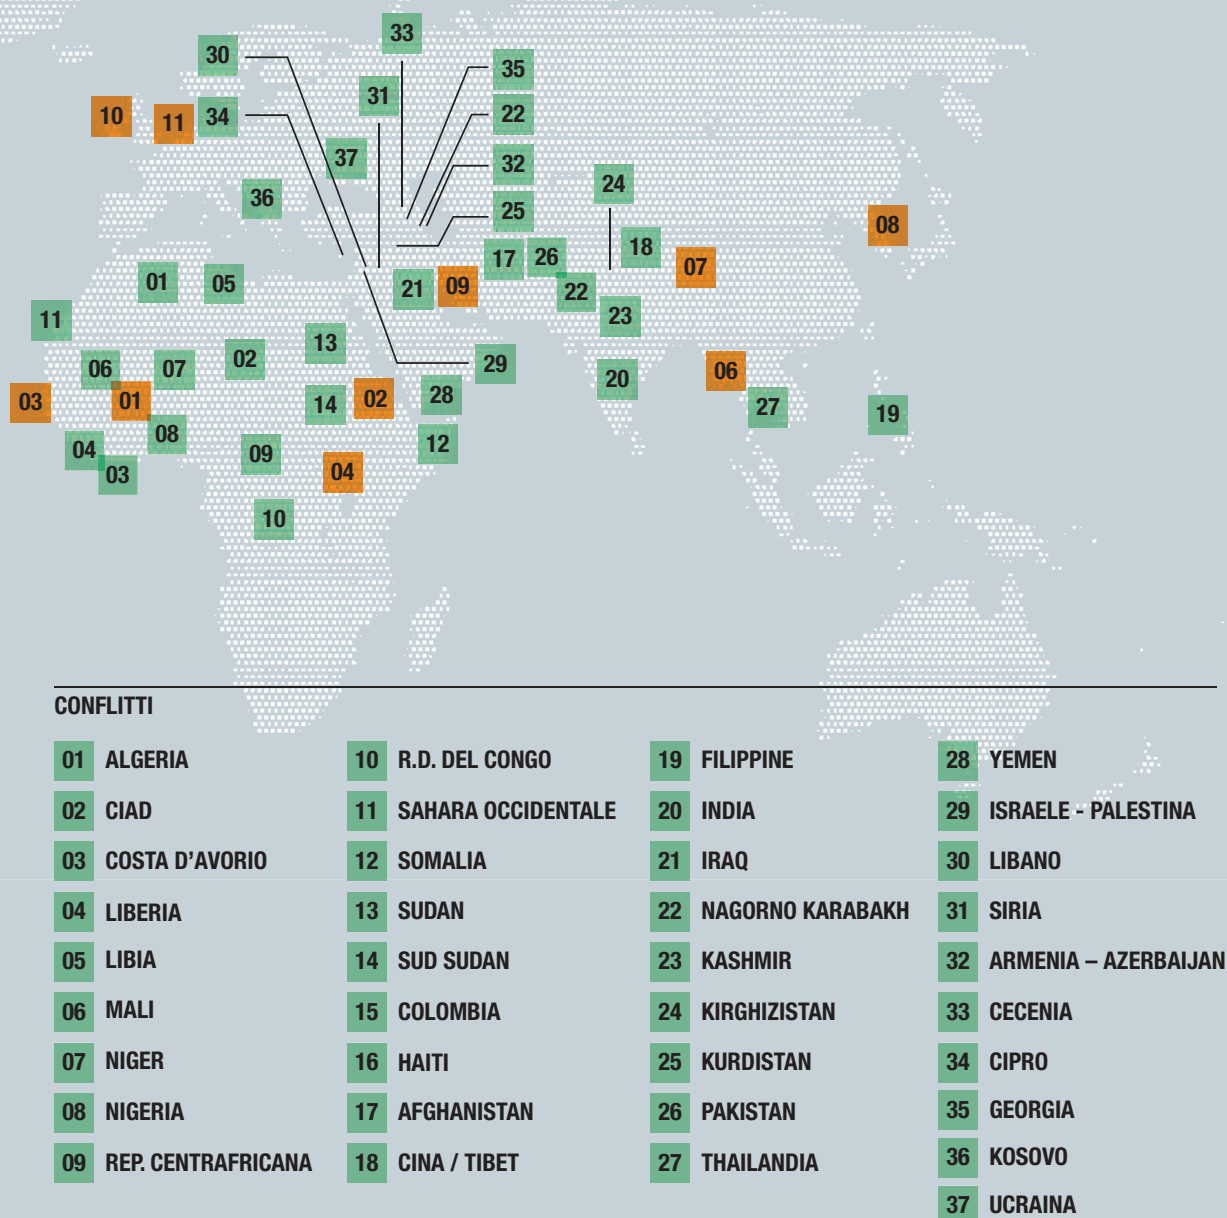 33
30
35
31
10
11
34
22
37
32
24
36
25
08
18
17
26
07
01
05
21
09
22
11
23
13
02
29
06
07
06
20
28
02
03
01
14
27
19
08
12
04
09
04
03
10
CONFLITTI
01 ALGERIA
02 CIAD
03 COSTA D’AVORIO
04 LIBERIA
05 LIBIA
06 MALI
07 NIGER
08 NIGERIA
09 REP. CENTRAFRICANA
10 R.D. DEL CONGO
11 SAHARA OCCIDENTALE
12 SOMALIA
13 SUDAN
14 SUD SUDAN
15 COLOMBIA
16 HAITI
17 AFGHANISTAN
18 CINA / TIBET
19 FILIPPINE
20 INDIA
21 IRAQ
22 NAGORNO KARABAKH
23 KASHMIR
24 KIRGHIZISTAN
25 KURDISTAN
26 PAKISTAN
27 THAILANDIA
28 YEMEN
29 ISRAELE - PALESTINA
30 LIBANO
31 SIRIA
32 ARMENIA – AZERBAIJAN
33 CECENIA
34 CIPRO
35 GEORGIA
36 KOSOVO
37 UCRAINA